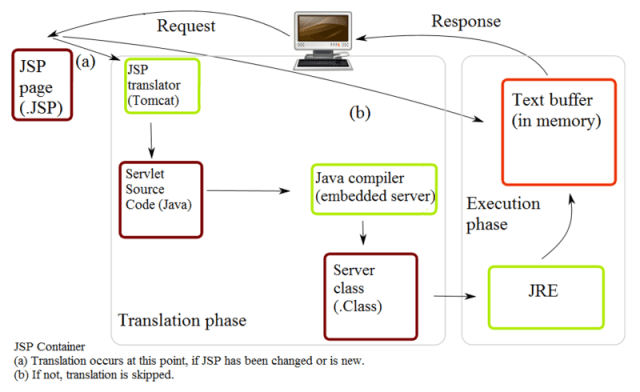 Request
Response
JSP
page
(.JSP)
(a)
JSP
translator
(Tomcat)
(b)
Text buffer
(in memory)
Servlet
Source
Code (Java)
Java compiler
(embedded server)
Execution
phase
Server
class
(.Class)
JRE
Translation phase
JSP Container
(a) Translation occurs at this point, if JSP has been changed or is new.
(b) If not, translation is skipped.